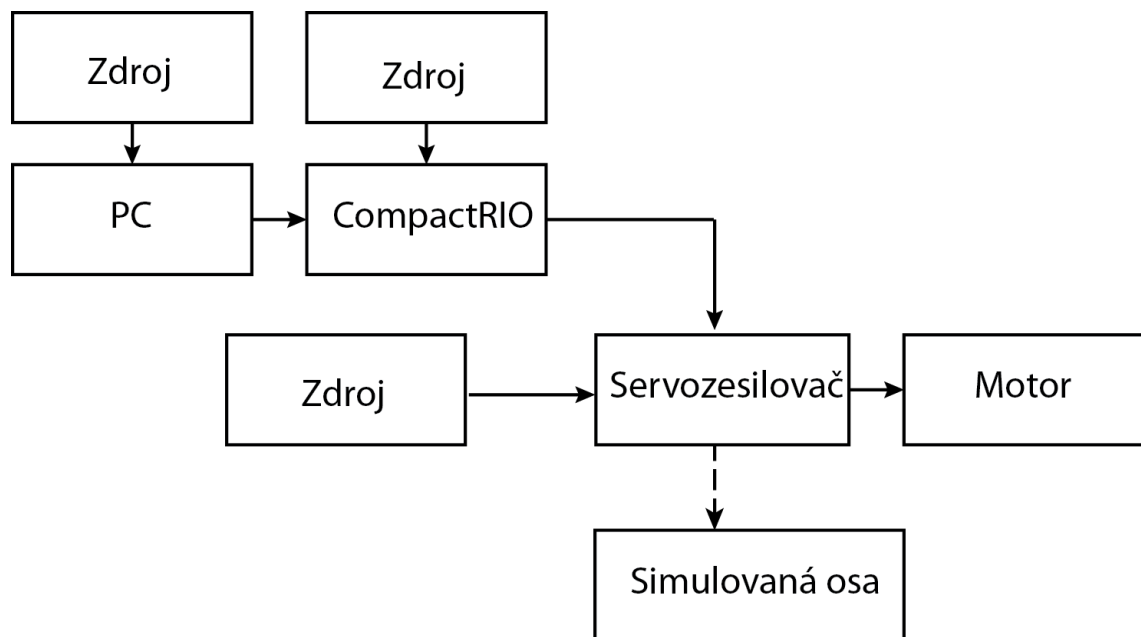 Zdroj
Zdroj
PC
CompactRIO
Zdroj
Servozesilovač
Motor
Simulovaná osa